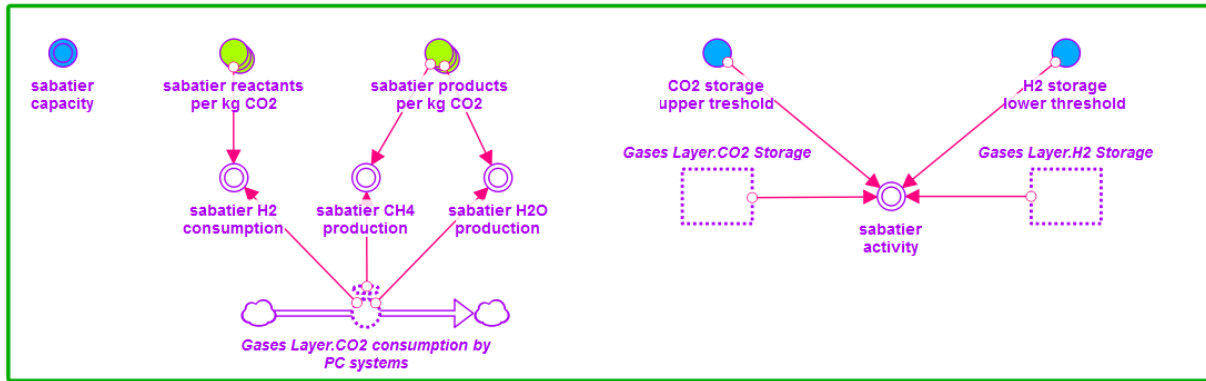 sabatier
capacity
sabatier reactants
per kg CO2
sabatier products
per kg CO2
CO2 storage
upper treshold
H2 storage
lower threshold
Gases Layer.CO2 Storage
Gases Layer.H2 Storage
sabatier H2
consumption
sabatier CH4
production
sabatier H2O
production
sabatier
activity
Gases Layer.CO2 consumption by
PC systems